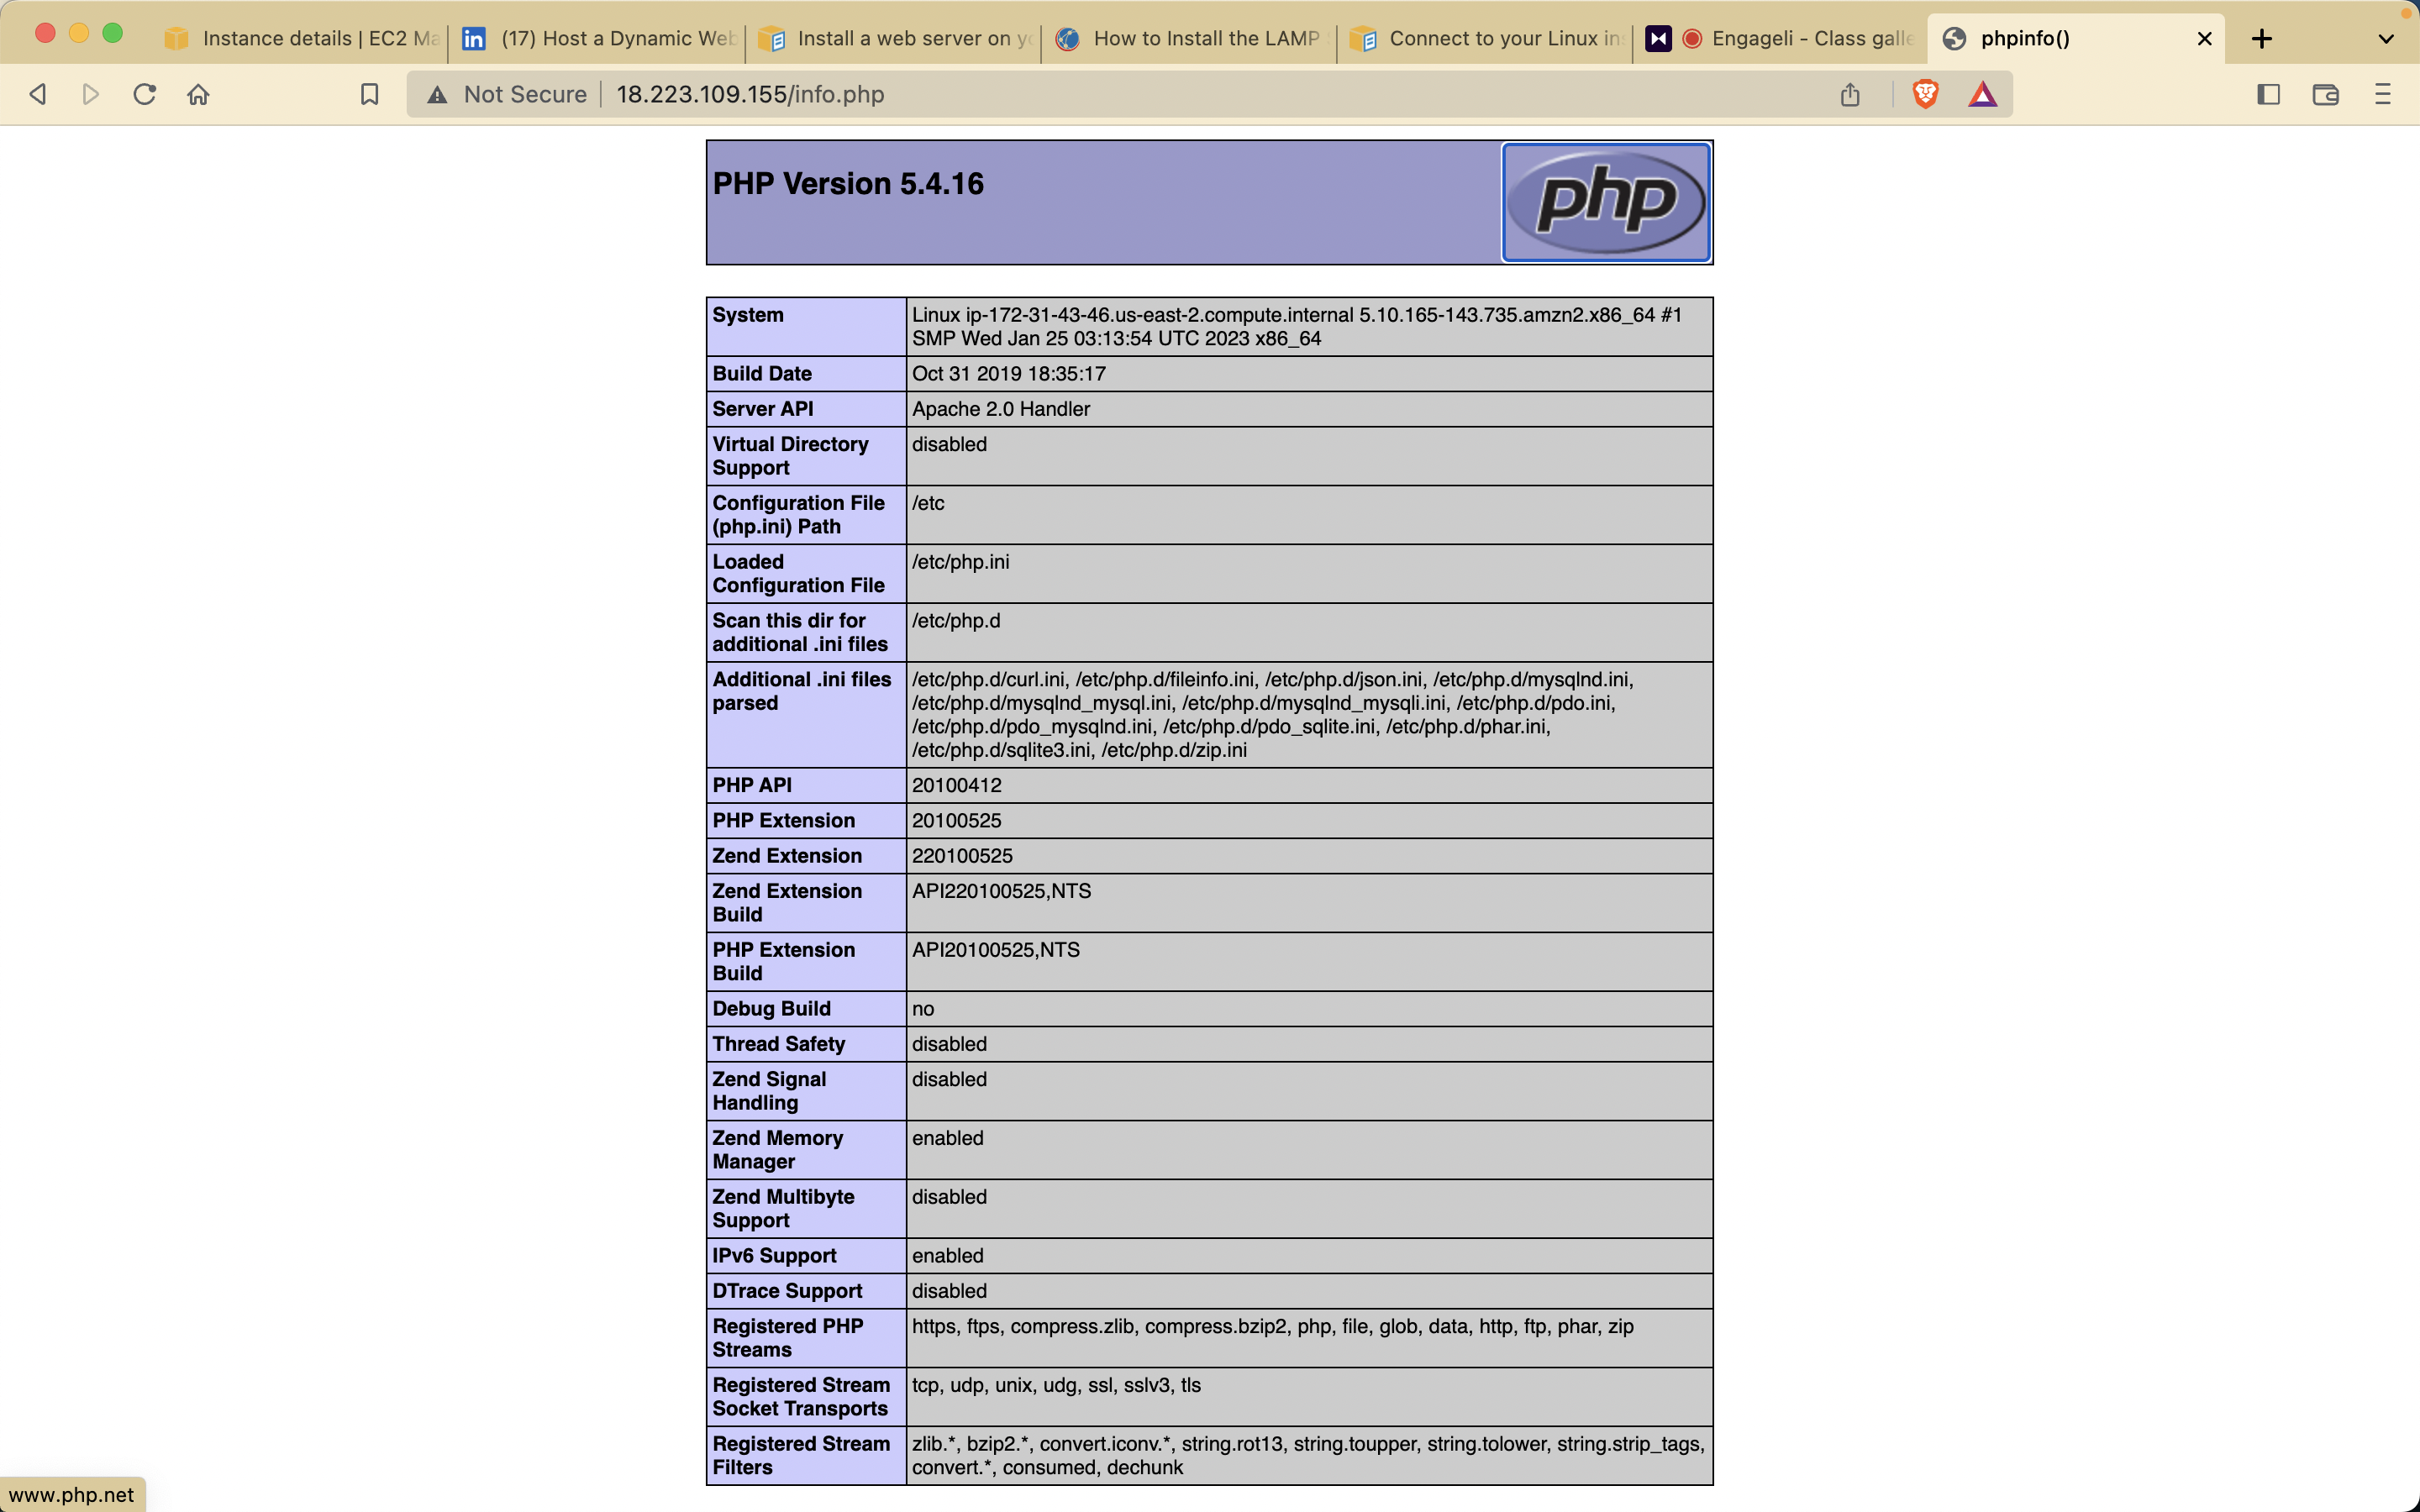 Instance details | EC2 Ma
in (17) Host a Dynamic Web
Install a web server on yo
How to Install the LAMP
Connect to your Linux in
Engageli - Class galle
phpinfo()
Not Secure 18.223.109.155/info.php
PHP Version 5.4.16
php
System Linux ip-172-31-43-46.us-east-2.compute.internal 5.10.165-143.735.amzn2.x86_64 #1
SMP Wed Jan 25 03:13:54 UTC 2023 x86_64
Build Date Oct 31 2019 18:35:17
Server API Apache 2.0 Handler
Virtual Directory disabled
Support
Configuration File /etc
(php.ini) Path
Loaded /etc/php.ini
Configuration File
Scan this dir for /etc/php.d
additional .ini files
Additional .ini files /etc/php.d/curl.ini, /etc/php.d/fileinfo.ini, /etc/php.d/json.ini, /etc/php.d/mysqlnd.ini,
parsed /etc/php.d/mysqlnd_mysql.ini, /etc/php.d/mysqlnd_mysqli.ini, /etc/php.d/pdo.ini,
/etc/php.d/pdo_mysqlnd.ini, /etc/php.d/pdo_sqlite.ini, /etc/php.d/phar.ini,
/etc/php.d/sqlite3.ini, /etc/php.d/zip.ini
PHP API 20100412
PHP Extension 20100525
Zend Extension 220100525
Zend Extension API220100525,NTS
Build
PHP Extension API20100525,NTS
Build
Debug Build no
Thread Safety disabled
Zend Signal disabled
Handling
Zend Memory enabled
Manager
Zend Multibyte disabled
Support
IPv6 Support enabled
DTrace Support disabled
Registered PHP https, ftps, compress.zlib, compress.bzip2, php, file, glob, data, http, ftp, phar, zip
Streams
Registered Stream tcp, udp, unix, udg, ssl, sslv3, tls
Socket Transports
Registered Stream zlib.*, bzip2.*, convert.iconv.*, string.rot13, string.toupper, string.tolower, string.strip_tags,
Filters convert.*, consumed, dechunk
www.php.net